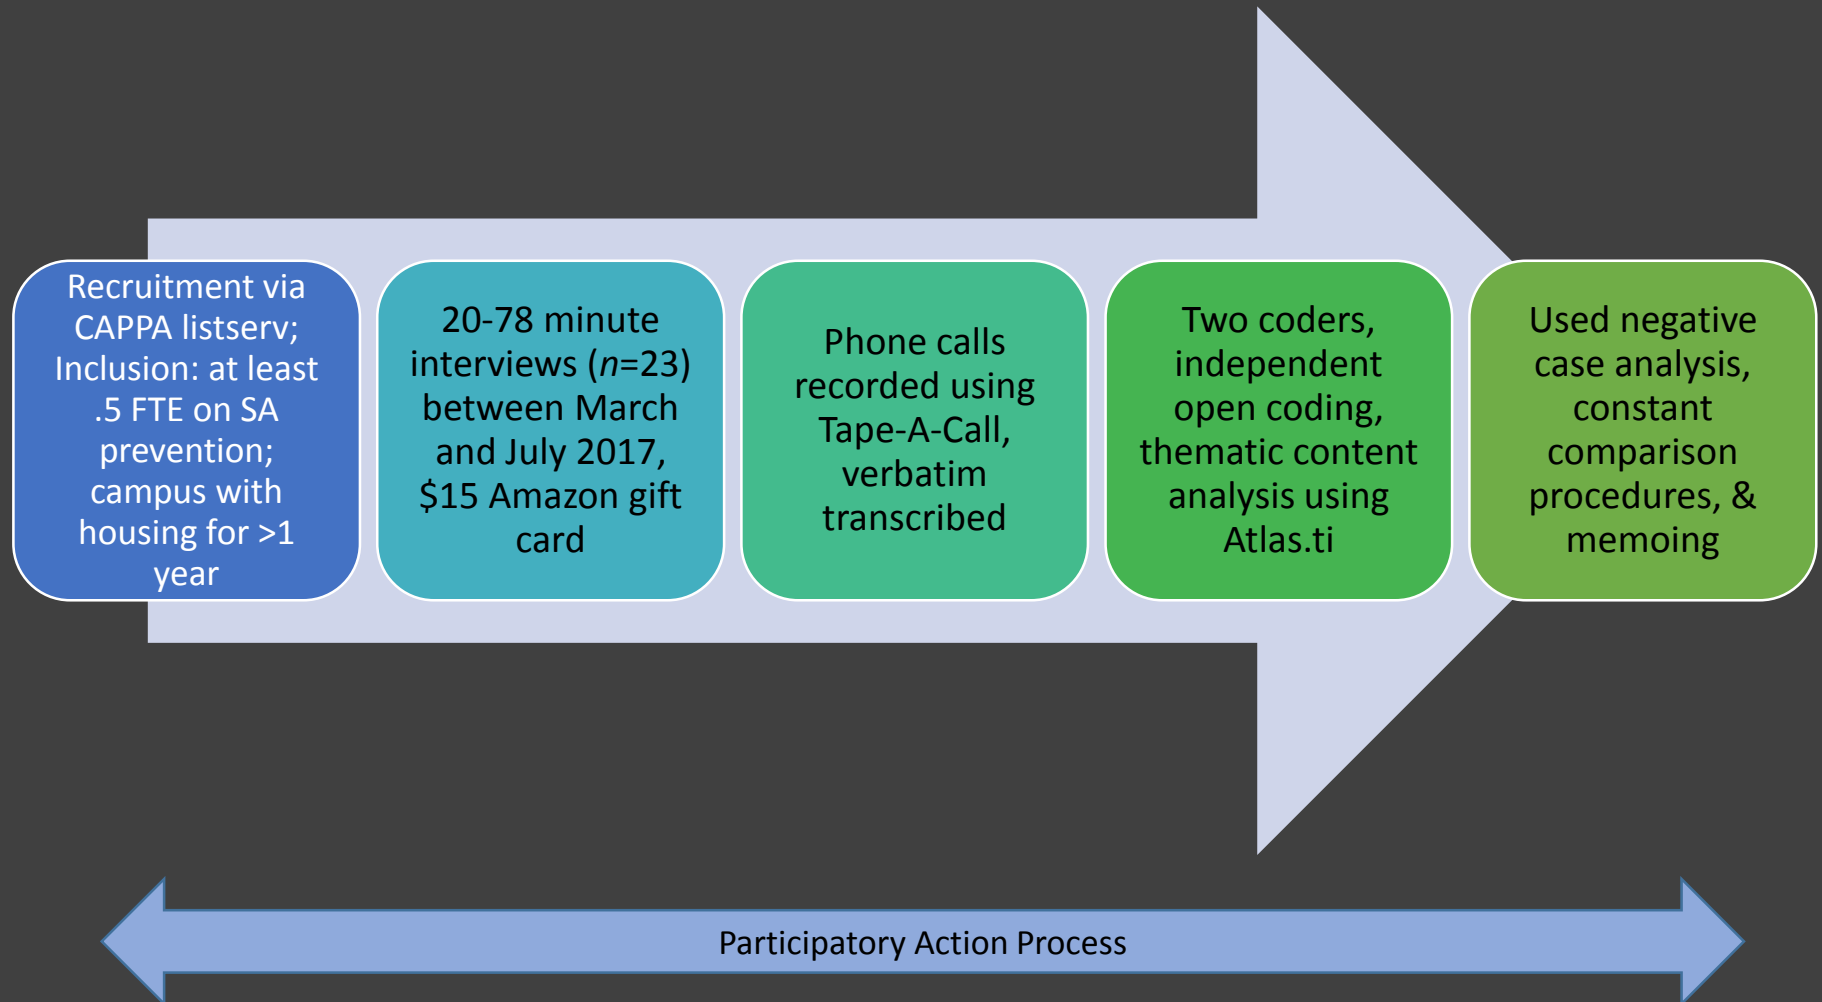 Recruitment via
CAPPA listserv;
Inclusion: at least
.5 FTE on SA
prevention;
campus with
housing for >1
year
20-78 minute
interviews (n=23)
between March
and July 2017,
$15 Amazon gift
card
Phone calls
recorded using
Tape-A-Call,
verbatim
transcribed
Two coders,
independent
open coding,
thematic content
analysis using
Atlas.ti
Used negative
case analysis,
constant
comparison
procedures, &
memoing
Participatory Action Process